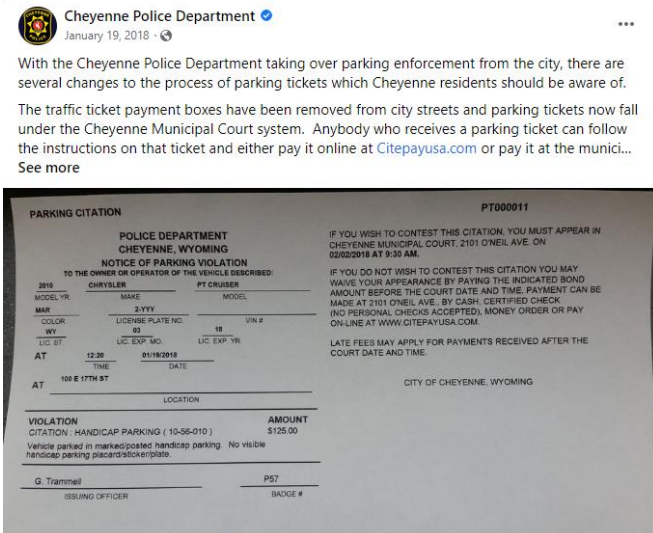 Cheyenne Police Department
January 19, 2018 ·
With the Cheyenne Police Department taking over parking enforcement from the city, there are
several changes to the process of parking tickets which Cheyenne residents should be aware of.
The traffic ticket payment boxes have been removed from city streets and parking tickets now fall
under the Cheyenne Municipal Court system. Anybody who receives a parking ticket can follow
the instructions on that ticket and either pay it online at Citepayusa.com or pay it at the munici...
See more
PARKING CITATION
POLICE DEPARTMENT
CHEYENNE, WYOMING
NOTICE OF PARKING VIOLATION
TO THE OWNER OR OPERATOR OF THE VEHICLE DESCRIBED:
2010 CHRYSLER PT CRUISER
MODEL YR. MAKE MODEL
MAR 2-YYY
COLOR LICENSE PLATE NO. VIN #
WY 03 18
LIC. ST. LIC. EXP. MO. LIC. EXP. YR.
AT 12:20 01/19/2018
TIME DATE
AT 100 E 17TH ST
LOCATION
VIOLATION AMOUNT
CITATION : HANDICAP PARKING ( 10-56-010 ) $125.00
Vehicle parked in marked/posted handicap parking. No visible
handicap parking placard/sticker/plate.
G. Trammell P57
ISSUING OFFICER BADGE #
PT000011
IF YOU WISH TO CONTEST THIS CITATION, YOU MUST APPEAR IN
CHEYENNE MUNICIPAL COURT, 2101 O'NEIL AVE. ON
02/02/2018 AT 9:30 AM.
IF YOU DO NOT WISH TO CONTEST THIS CITATION YOU MAY
WAIVE YOUR APPEARANCE BY PAYING THE INDICATED BOND
AMOUNT BEFORE THE COURT DATE AND TIME, PAYMENT CAN BE
MADE AT 2101 O'NEIL AVE., BY CASH, CERTIFIED CHECK
(NO PERSONAL CHECKS ACCEPTED), MONEY ORDER OR PAY
ON-LINE AT WWW.CITEPAYUSA.COM.
LATE FEES MAY APPLY FOR PAYMENTS RECEIVED AFTER THE
COURT DATE AND TIME.
CITY OF CHEYENNE, WYOMING